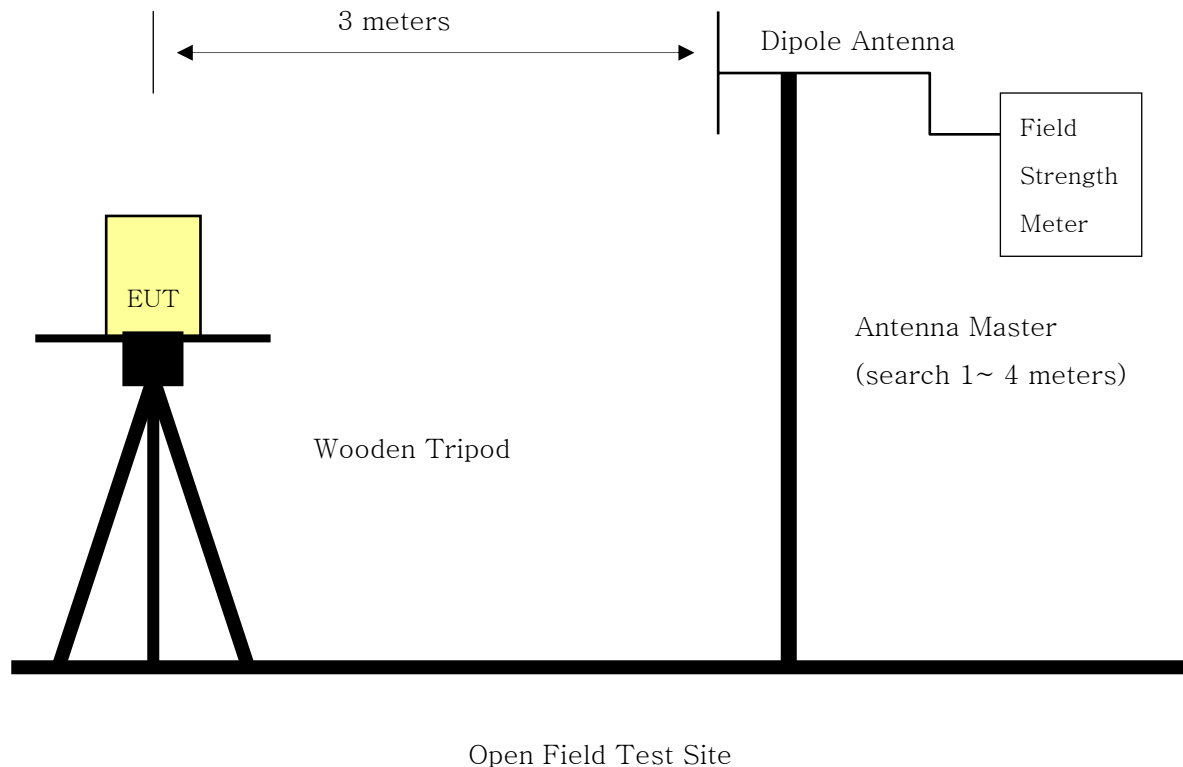 3 meters
Dipole Antenna
Field
Strength
Meter
EUT
Antenna Master
(search 1~ 4 meters)
Wooden Tripod
Open Field Test Site